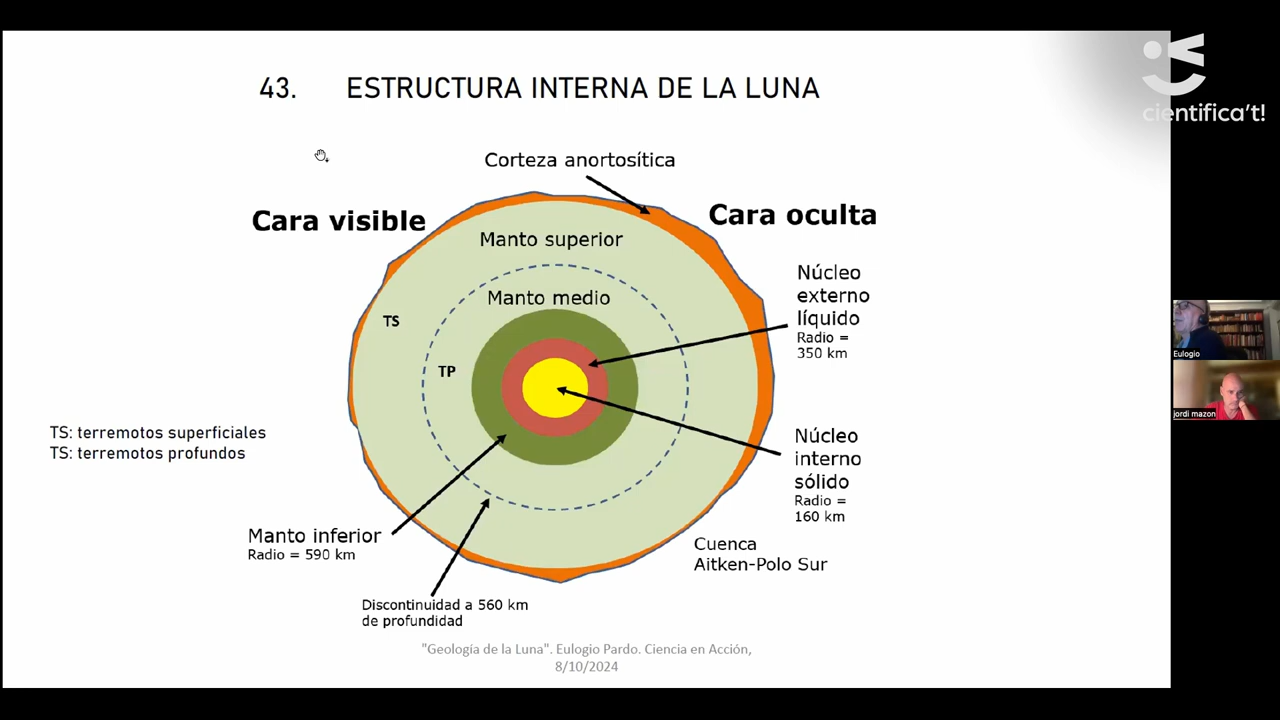 cientifica't!
43. ESTRUCTURA INTERNA DE LA LUNA
Corteza anortosítica
Cara visible
Cara oculta
Manto superior
Núcleo
externo
líquido
Radio =
350 km
Manto medio
TS
TP
TS: terremotos superficiales
TS: terremotos profundos
Núcleo
interno
sólido
Radio =
160 km
Manto inferior
Radio = 590 km
Cuenca
Aitken-Polo Sur
Discontinuidad a 560 km
de profundidad
"Geología de la Luna". Eulogio Pardo. Ciencia en Acción,
8/10/2024
Eulogio
jordi mazon